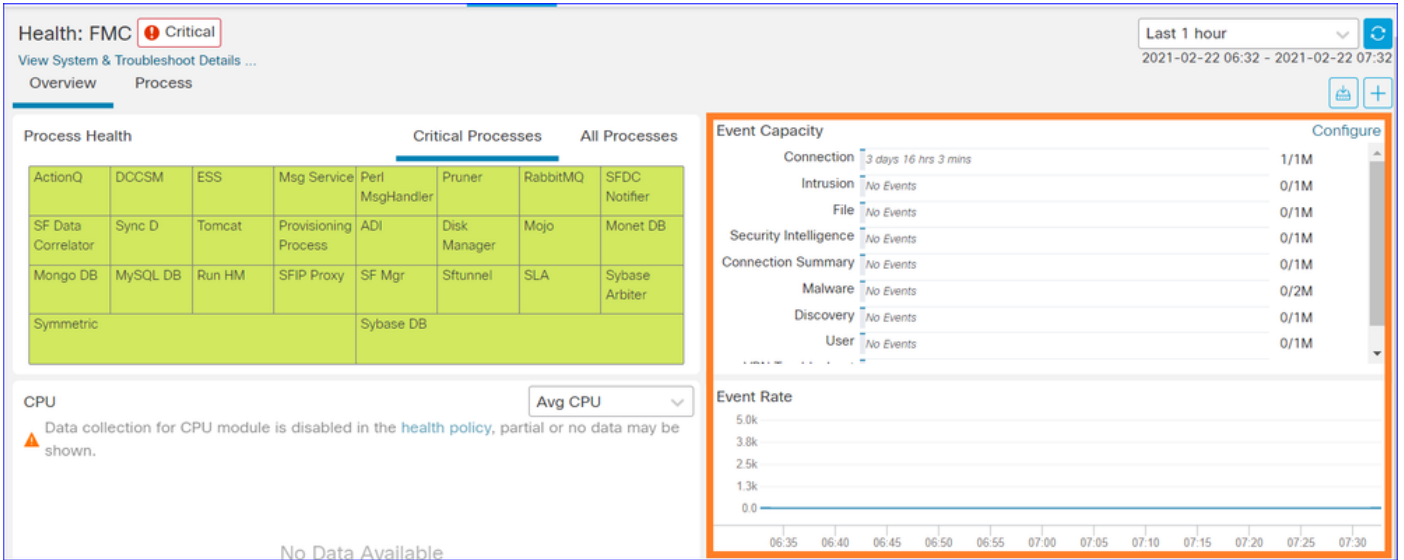 Health: FMC Critical
Last 1 hour
View System & Troubleshoot Details ...
2021-02-22 06:32 - 2021-02-22 07:32
Overview Process
Process Health Critical Processes All Processes
ActionQ DCCSM ESS Msg Service Perl MsgHandler Pruner RabbitMQ SFDC Notifier
SF Data Correlator Sync D Tomcat Provisioning Process ADI Disk Manager Mojo Monet DB
Mongo DB MySQL DB Run HM SFIP Proxy SF Mgr Sftunnel SLA Sybase Arbiter
Symmetric Sybase DB
Event Capacity Configure
Connection 3 days 16 hrs 3 mins 1/1M
Intrusion No Events 0/1M
File No Events 0/1M
Security Intelligence No Events 0/1M
Connection Summary No Events 0/1M
Malware No Events 0/2M
Discovery No Events 0/1M
User No Events 0/1M
CPU Avg CPU
Data collection for CPU module is disabled in the health policy, partial or no data may be
shown.
No Data Available
Event Rate
5.0k
3.8k
2.5k
1.3k
0.0
06:35 06:40 06:45 06:50 06:55 07:00 07:05 07:10 07:15 07:20 07:25 07:30